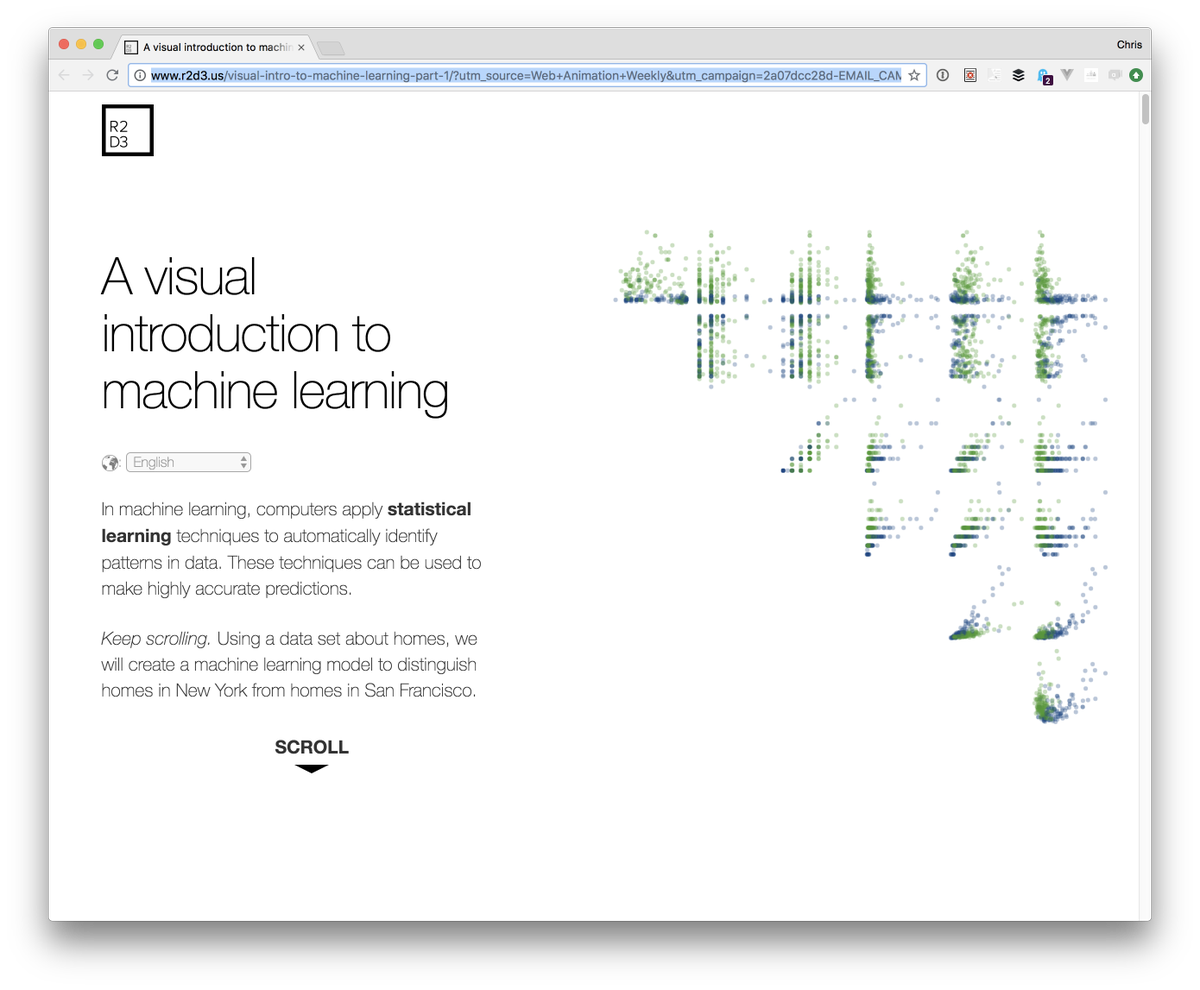 A visual introduction to machin
Chris
www.r2d3.us/visual-intro-to-machine-learning-part-1/?utm_source=Web+Animation+Weekly&utm_campaign=2a07dcc28d-EMAIL_CAM
2
R2
D3
A visual
introduction to
machine learning
English
In machine learning, computers apply statistical
learning techniques to automatically identify
patterns in data. These techniques can be used to
make highly accurate predictions.
Keep scrolling. Using a data set about homes, we
will create a machine learning model to distinguish
homes in New York from homes in San Francisco.
SCROLL